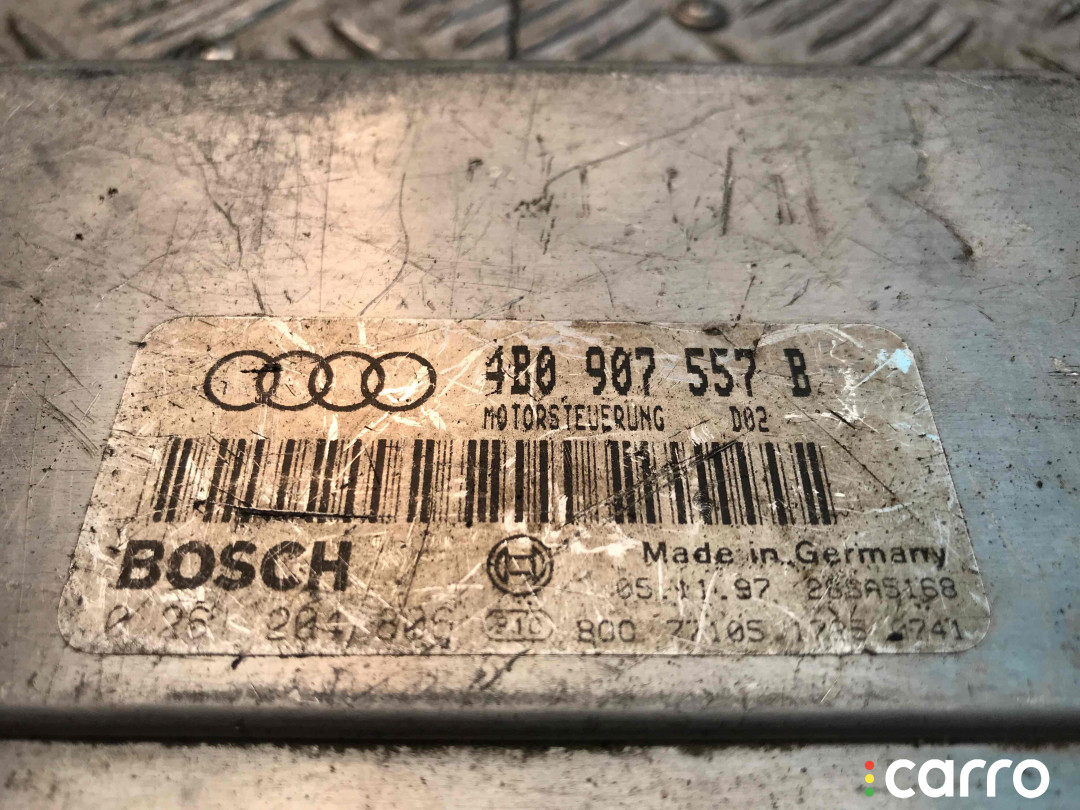 4B0 907 557 B
MOTORSTEUERUNG D02
BOSCH
Made in Germany
05.11.97 28SA5168
carro